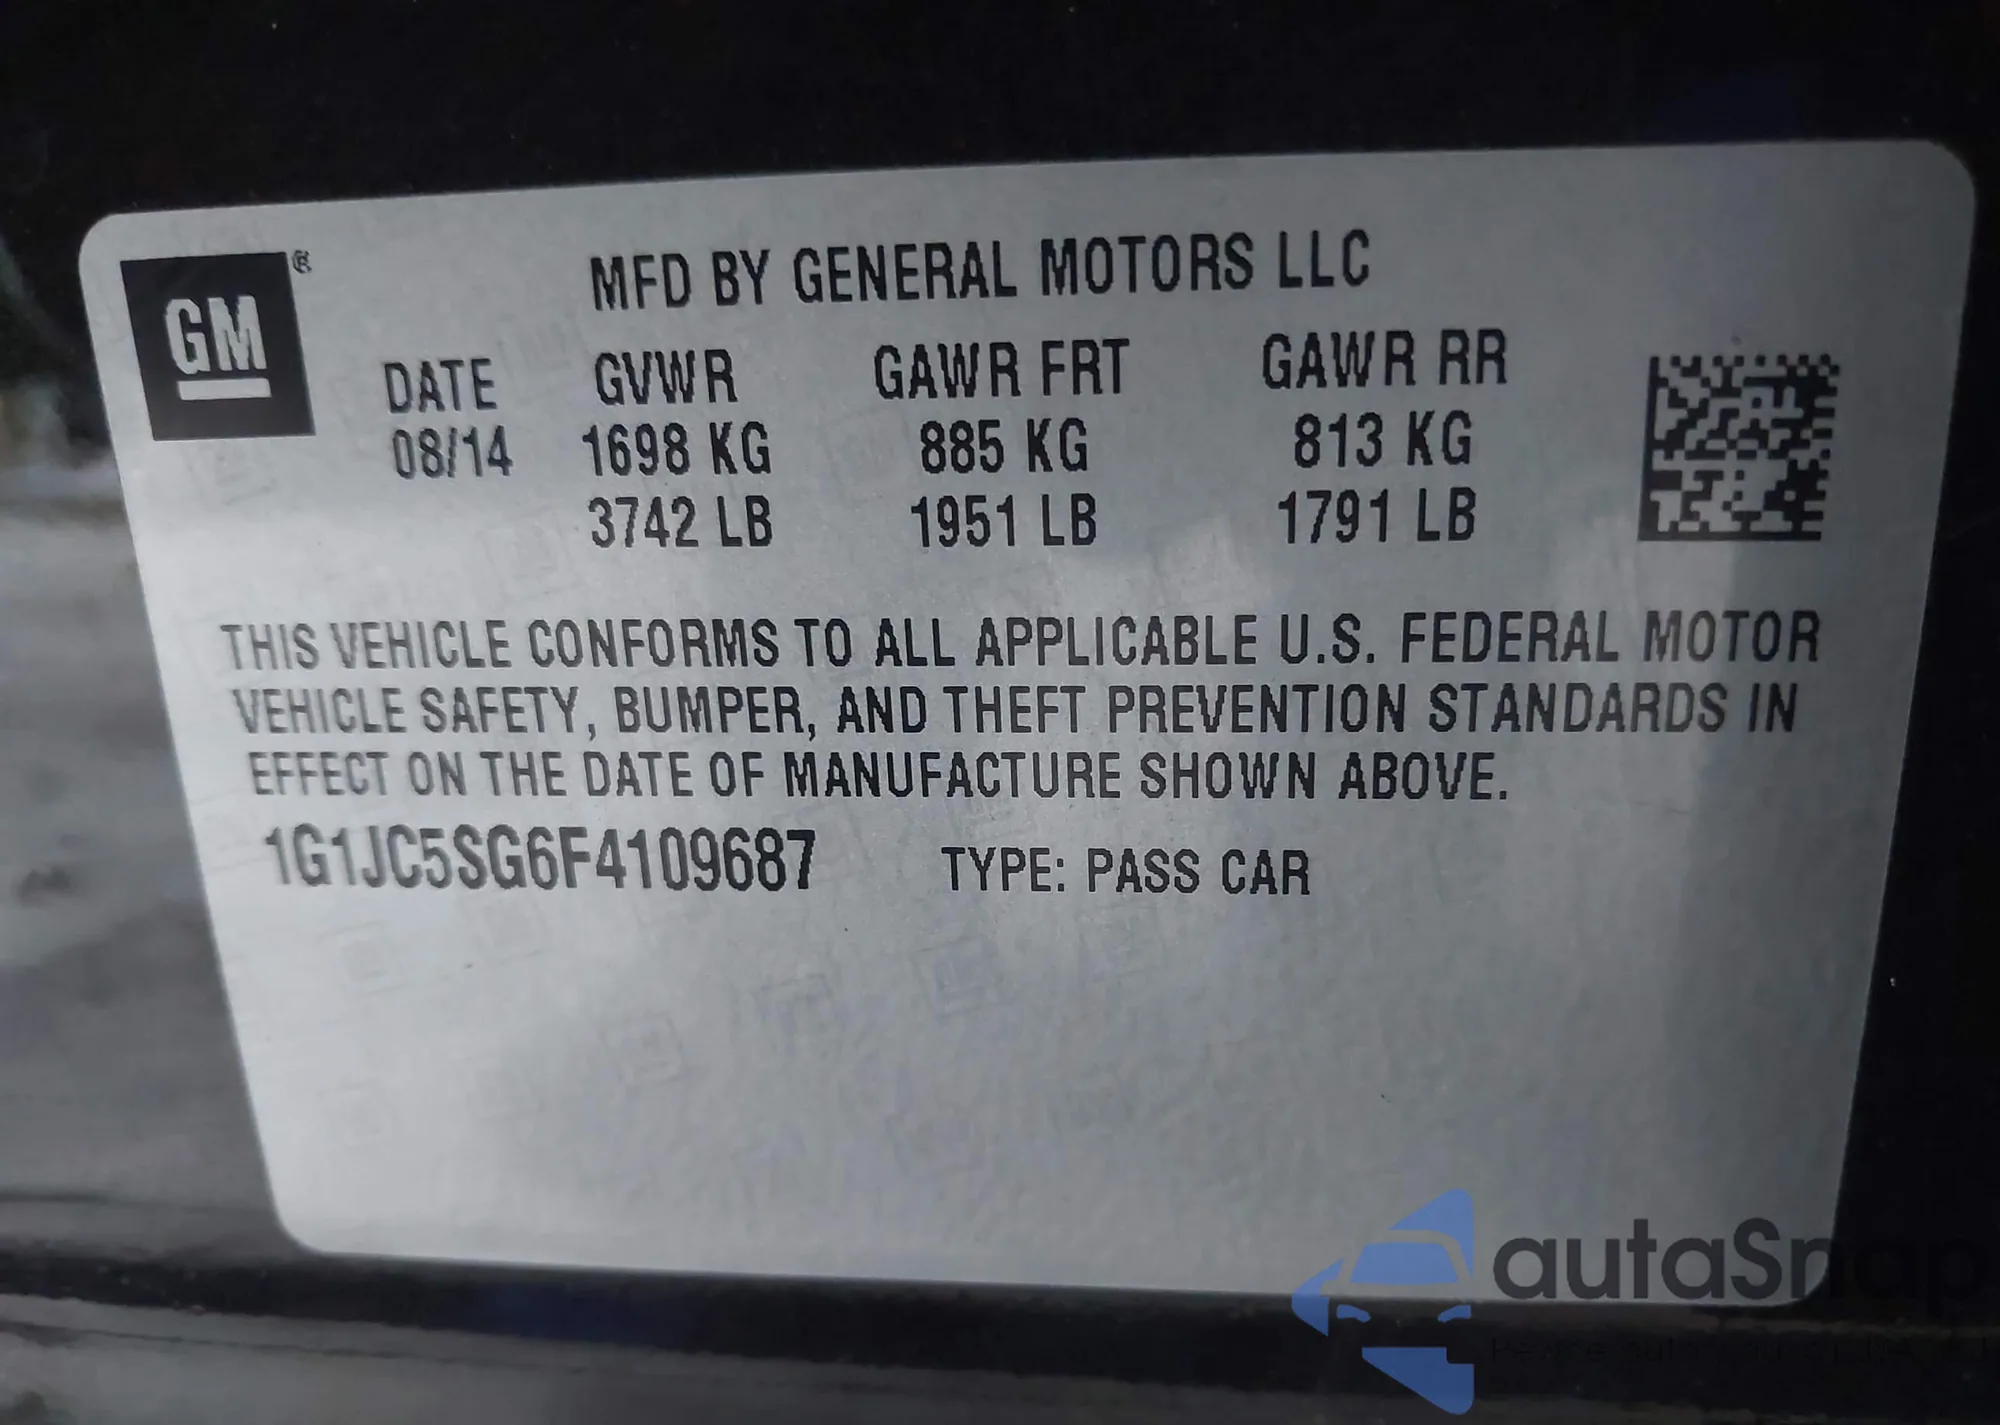 GM®
MFD BY GENERAL MOTORS LLC
DATE GVWR GAWR FRT GAWR RR
08/14 1698 KG 885 KG 813 KG
3742 LB 1951 LB 1791 LB
THIS VEHICLE CONFORMS TO ALL APPLICABLE U.S. FEDERAL MOTOR
VEHICLE SAFETY, BUMPER, AND THEFT PREVENTION STANDARDS IN
EFFECT ON THE DATE OF MANUFACTURE SHOWN ABOVE.
1G1JC5SG6F4109687 TYPE: PASS CAR
autaSnap